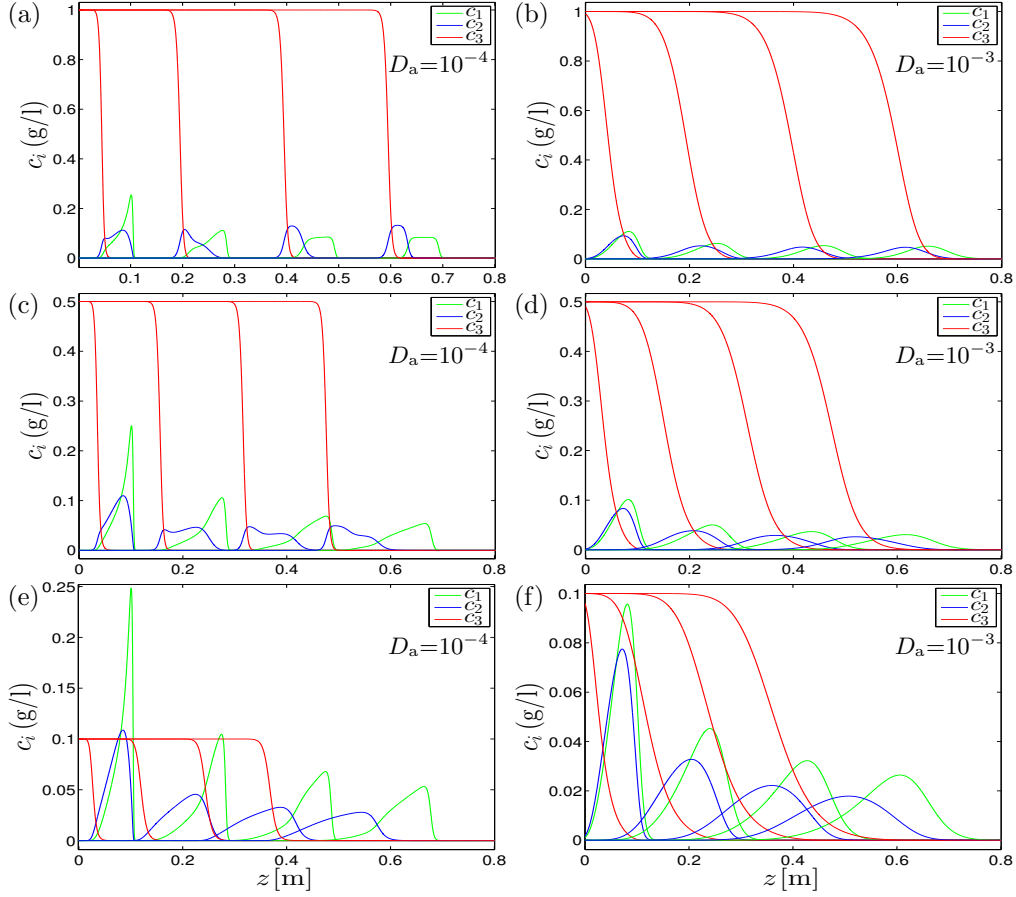 (a)
c₁
c₂
c₃
Dₐ=10⁻⁴
cᵢ (g/l)
1
0.8
0.6
0.4
0.2
0
0.1 0.2 0.3 0.4 0.5 0.6 0.7 0.8
(b)
c₁
c₂
c₃
Dₐ=10⁻³
cᵢ (g/l)
1
0.8
0.6
0.4
0.2
0
0 0.2 0.4 0.6 0.8
(c)
c₁
c₂
c₃
Dₐ=10⁻⁴
cᵢ (g/l)
0.5
0.4
0.3
0.2
0.1
0
0 0.2 0.4 0.6 0.8
(d)
c₁
c₂
c₃
Dₐ=10⁻³
cᵢ (g/l)
0.5
0.4
0.3
0.2
0.1
0
0 0.2 0.4 0.6 0.8
(e)
c₁
c₂
c₃
Dₐ=10⁻⁴
cᵢ (g/l)
0.25
0.2
0.15
0.1
0.05
0
0 0.2 0.4 0.6 0.8
z [m]
(f)
c₁
c₂
c₃
Dₐ=10⁻³
cᵢ (g/l)
0.1
0.08
0.06
0.04
0.02
0
0 0.2 0.4 0.6 0.8
z [m]